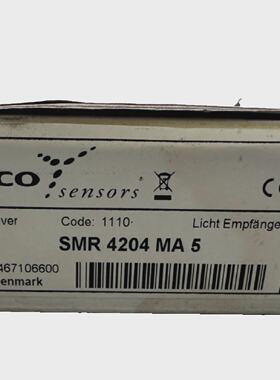 CO sensors
ver Code: 1110- Licht Empfänge
SMR 4204 MA 5
467106600
enmark